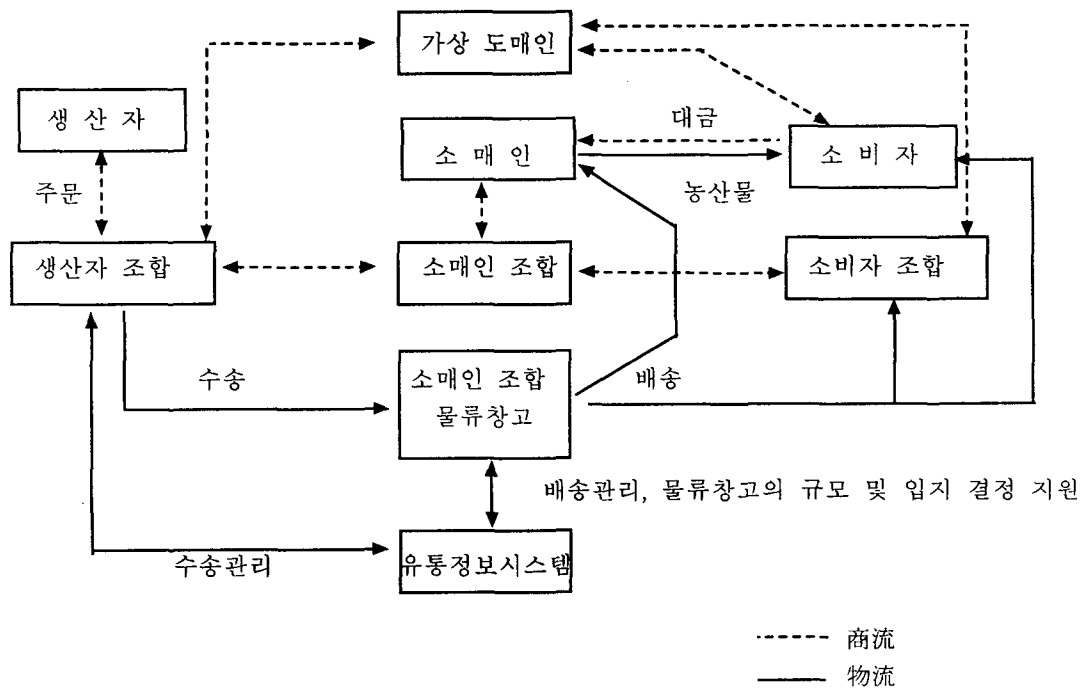 가상 도매인
생 산 자
대금
소 매 인
소 비 자
주문
농산물
생산자 조합
소매인 조합
소비자 조합
수송
소매인 조합
물류창고
배송
배송관리, 물류창고의 규모 및 입지 결정 지원
유통정보시스템
수송관리
商流
物流